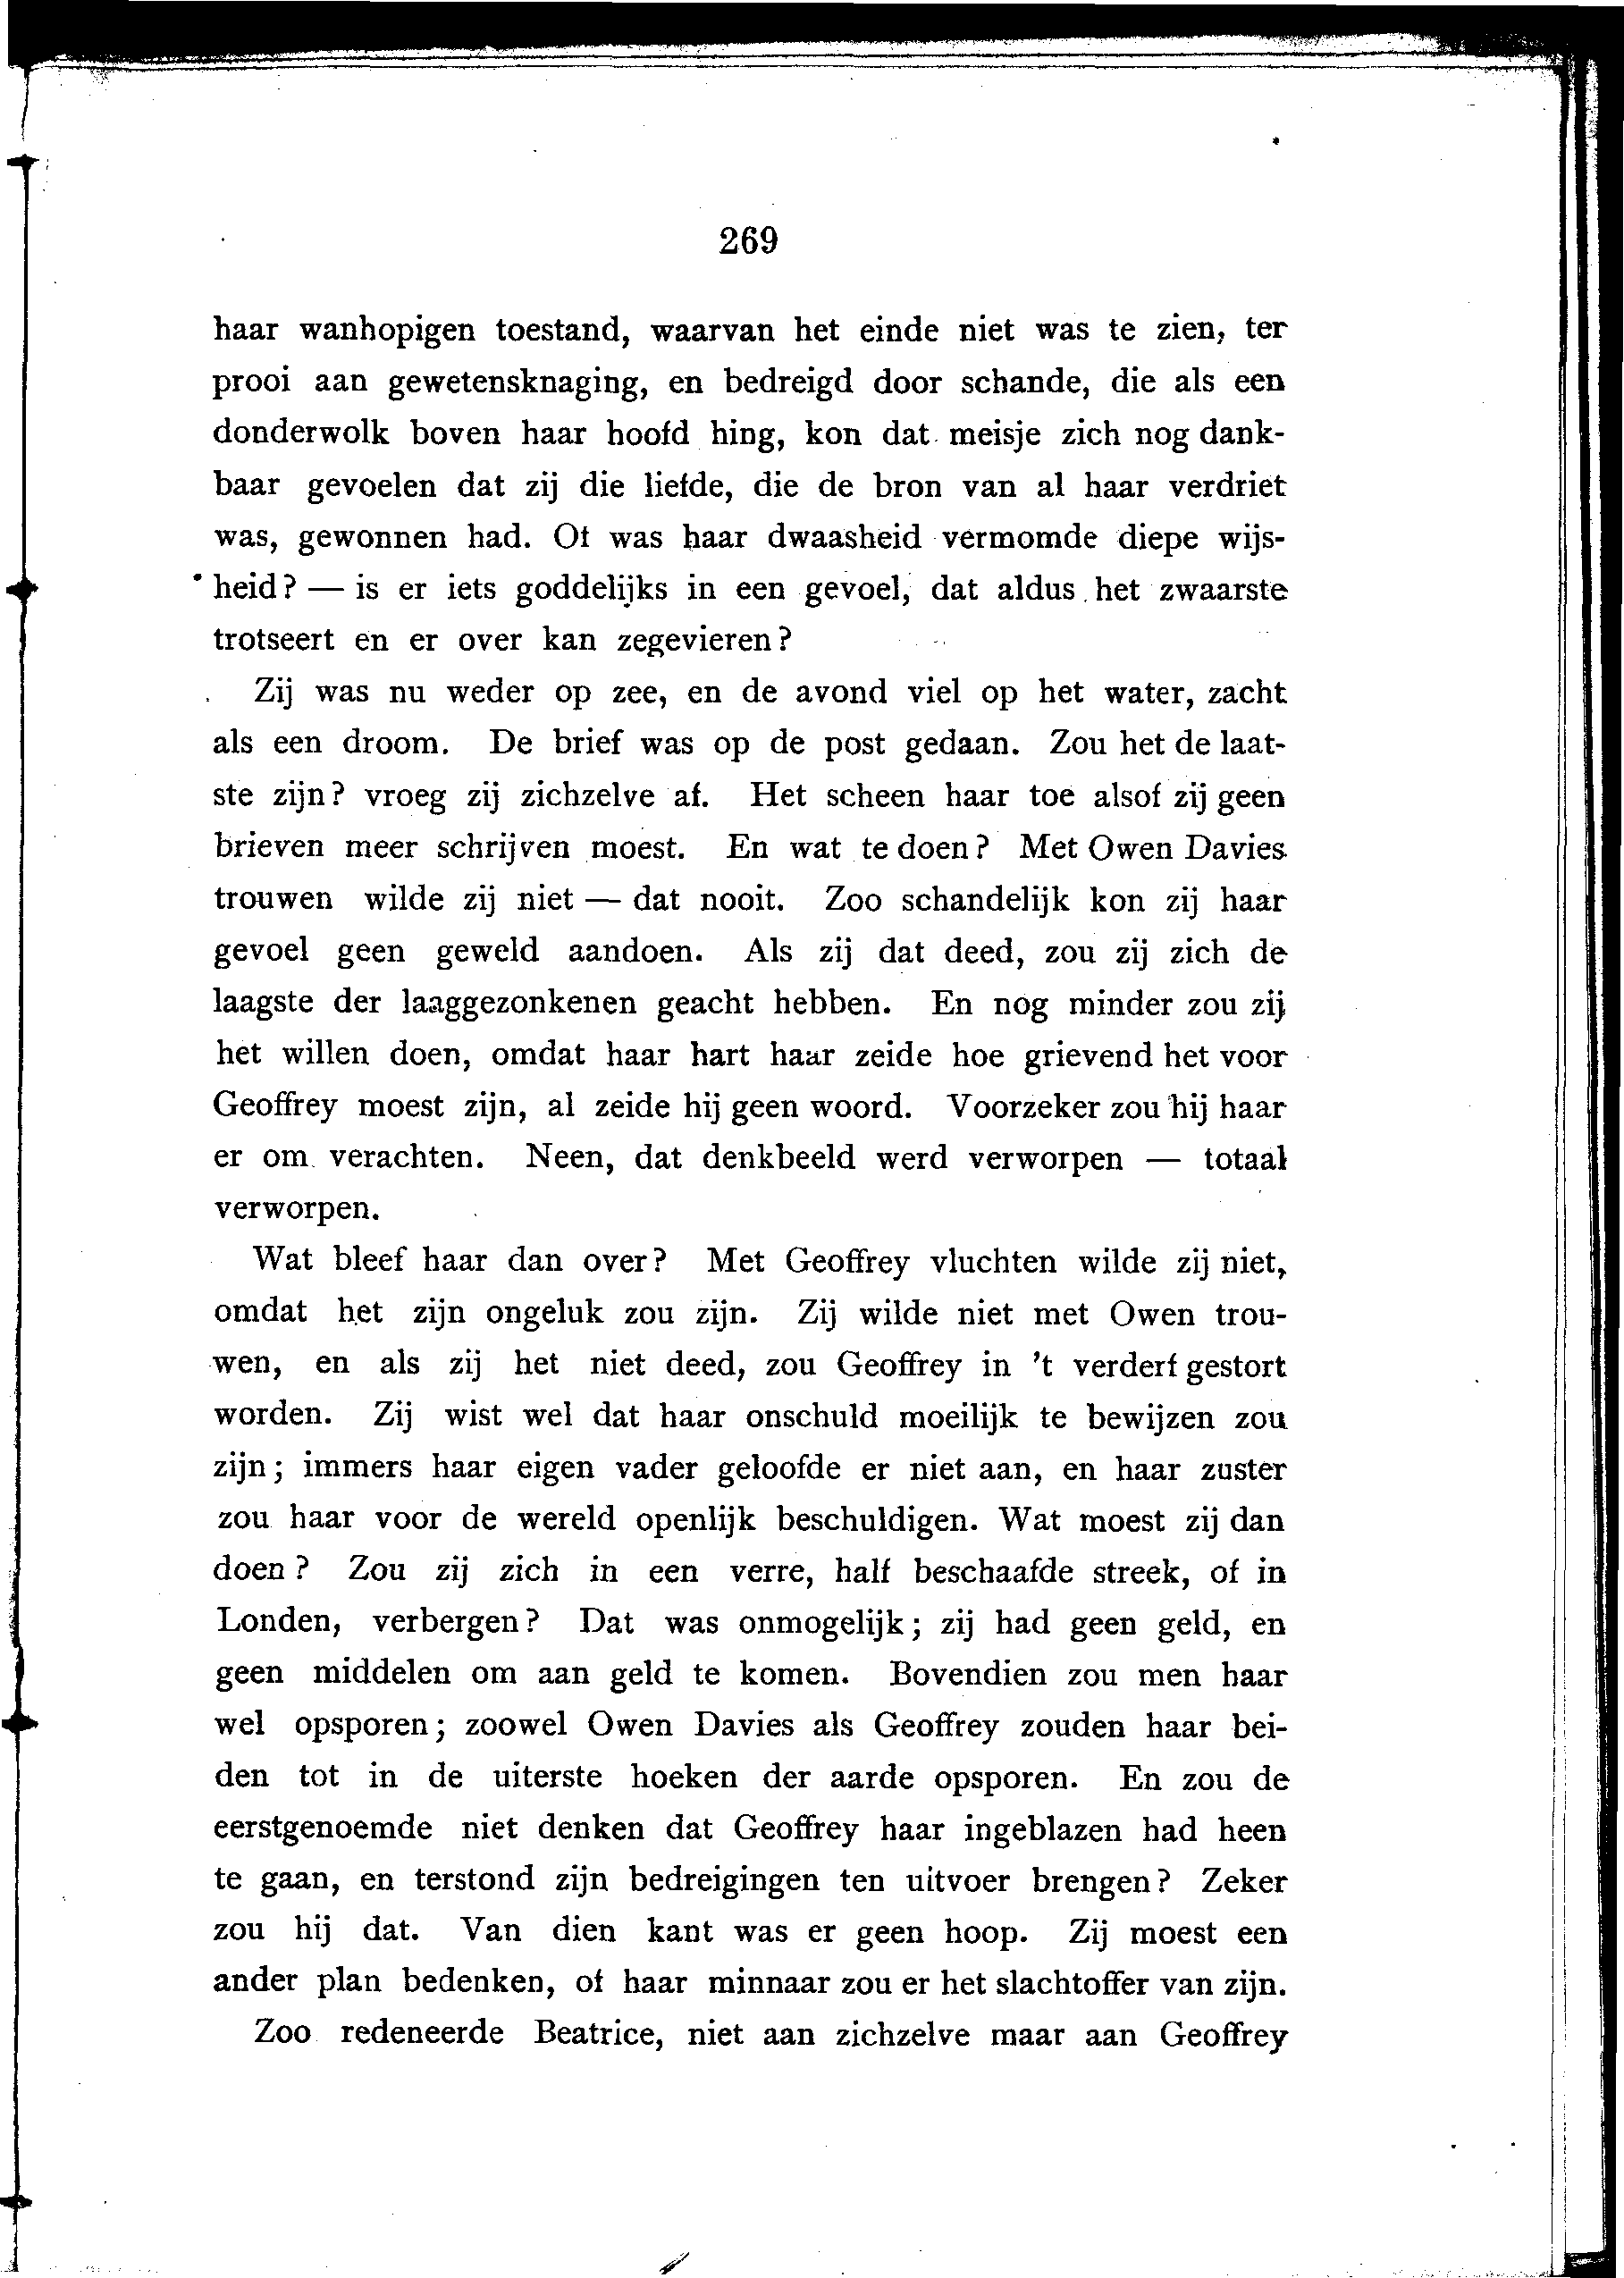 269
haar wanhopigen toestand, waarvan het einde niet was te zien, ter
prooi aan gewetensknaging, en bedreigd door schande, die als een
donderwolk boven haar hoofd hing, kon dat meisje zich nog dank-
baar gevoelen dat zij die liefde, die de bron van al haar verdriet
was, gewonnen had. Of was haar dwaasheid vermomde diepe wijs-
heid? — is er iets goddelijks in een gevoel, dat aldus het zwaarste
trotseert en er over kan zegevieren?
Zij was nu weder op zee, en de avond viel op het water, zacht
als een droom. De brief was op de post gedaan. Zou het de laat-
ste zijn? vroeg zij zichzelve af. Het scheen haar toe alsof zij geen
brieven meer schrijven moest. En wat te doen? Met Owen Davies
trouwen wilde zij niet — dat nooit. Zoo schandelijk kon zij haar
gevoel geen geweld aandoen. Als zij dat deed, zou zij zich de
laagste der laaggezonkenen geacht hebben. En nog minder zou zij
het willen doen, omdat haar hart haar zeide hoe grievend het voor
Geoffrey moest zijn, al zeide hij geen woord. Voorzeker zou hij haar
er om verachten. Neen, dat denkbeeld werd verworpen — totaal
verworpen.
Wat bleef haar dan over? Met Geoffrey vluchten wilde zij niet,
omdat het zijn ongeluk zou zijn. Zij wilde niet met Owen trou-
wen, en als zij het niet deed, zou Geoffrey in 't verderf gestort
worden. Zij wist wel dat haar onschuld moeilijk te bewijzen zou
zijn; immers haar eigen vader geloofde er niet aan, en haar zuster
zou haar voor de wereld openlijk beschuldigen. Wat moest zij dan
doen? Zou zij zich in een verre, half beschaafde streek, of in
Londen, verbergen? Dat was onmogelijk; zij had geen geld, en
geen middelen om aan geld te komen. Bovendien zou men haar
wel opsporen; zoowel Owen Davies als Geoffrey zouden haar bei-
den tot in de uiterste hoeken der aarde opsporen. En zou de
eerstgenoemde niet denken dat Geoffrey haar ingeblazen had heen
te gaan, en terstond zijn bedreigingen ten uitvoer brengen? Zeker
zou hij dat. Van dien kant was er geen hoop. Zij moest een
ander plan bedenken, of haar minnaar zou er het slachtoffer van zijn.
Zoo redeneerde Beatrice, niet aan zichzelve maar aan Geoffrey